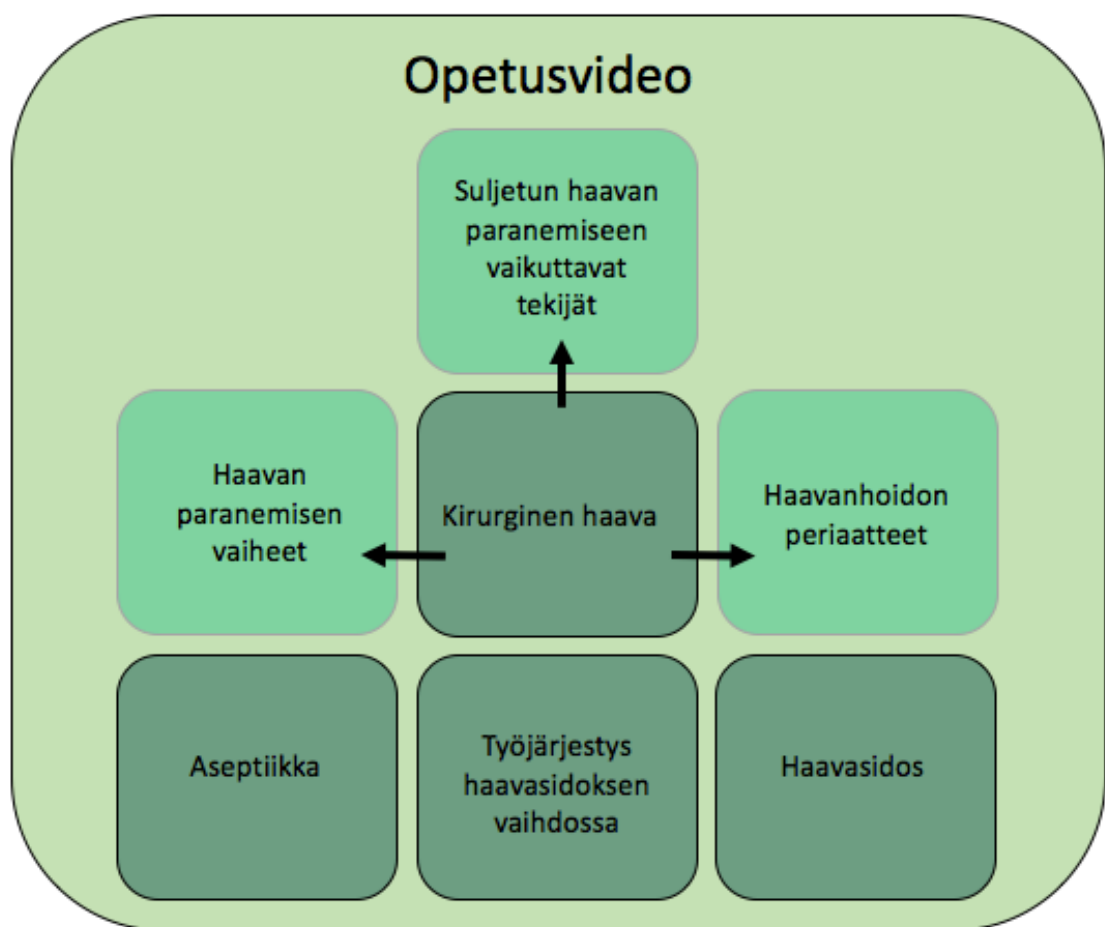 Opetusvideo
Suljetun haavan
paranemiseen
vaikuttavat
tekijät
Haavan
paranemisen
vaiheet
Kirurginen haava
Haavanhoidon
periaatteet
Aseptiikka
Työjärjestys
haavasidoksen
vaihdossa
Haavasidos